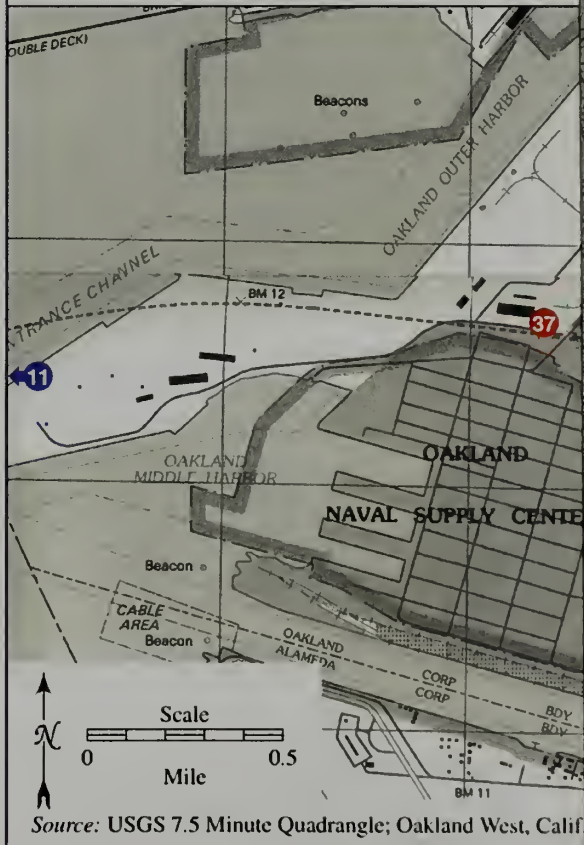 OUBLE DECK)
Beacons
OAKLAND OUTER HARBOR
NTRANCE CHANNEL
BM 12
37
11
OAKLAND
MIDDLE HARBOR
OAKLAND
NAVAL SUPPLY CENTE
Beacon
CABLE
AREA
Beacon
OAKLAND
ALAMEDA
CORP
CORP
BDY
BDY
N
Scale
0 0.5
Mile
BM 11
Source: USGS 7.5 Minute Quadrangle; Oakland West, Calif.